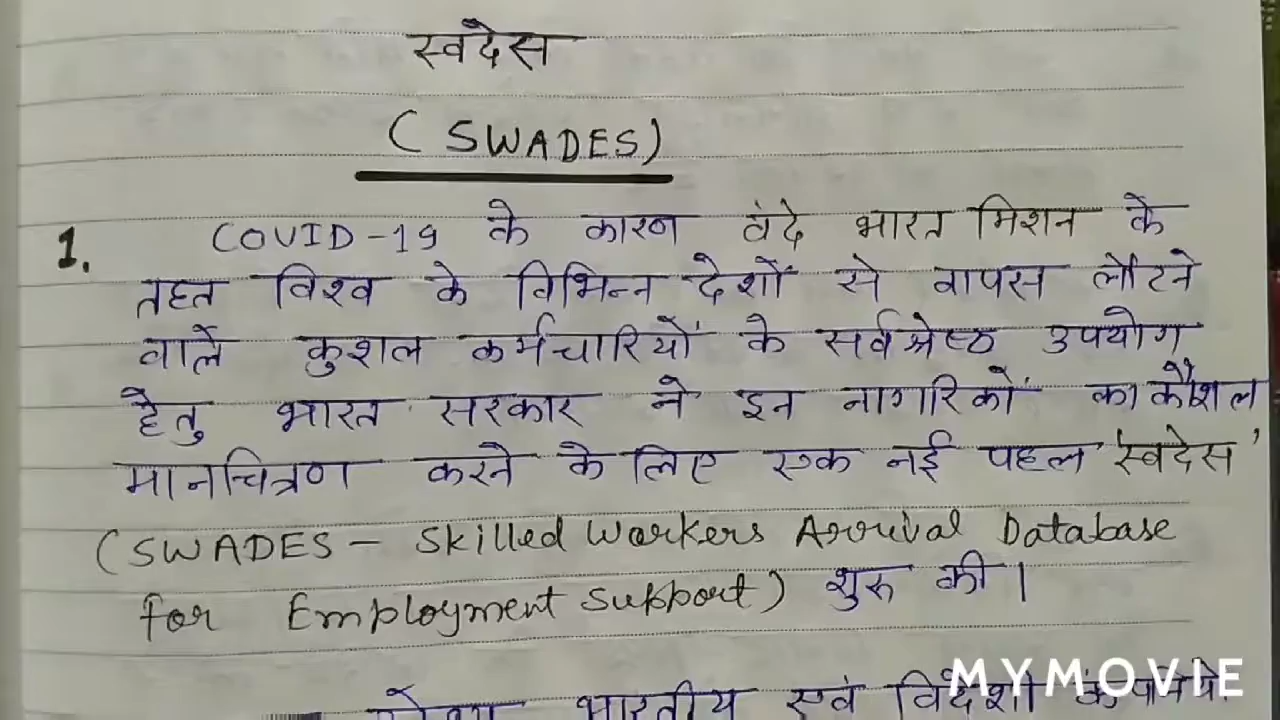 स्वदेस
(SWADES)
1. COVID-19 के कारण वंदे भारत मिशन के
तहत विश्व के विभिन्न देशों से वापस लौटने
वाले कुशल कर्मचारियों के सर्वश्रेष्ठ उपयोग
हेतु भारत सरकार ने इन नागरिकों का कौशल
मानचित्रण करने के लिए एक नई पहल 'स्वदेस'
(SWADES - Skilled Workers Arrival Database
for Employment Support) शुरू की।
भारतीय एवं विदेशी
MYMOVIE